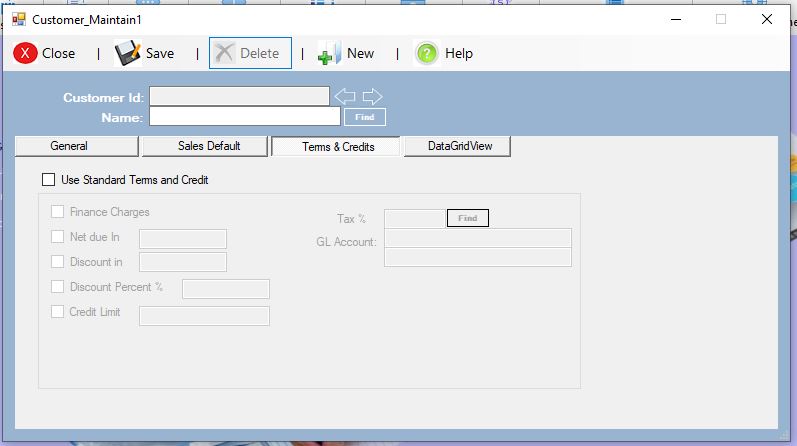 Customer_Maintain1
Close | Save | Delete | New | Help
Customer Id:
Name: Find
General Sales Default Terms & Credits DataGridView
Use Standard Terms and Credit
Finance Charges
Tax % Find
Net due In
GL Account:
Discount in
Discount Percent %
Credit Limit